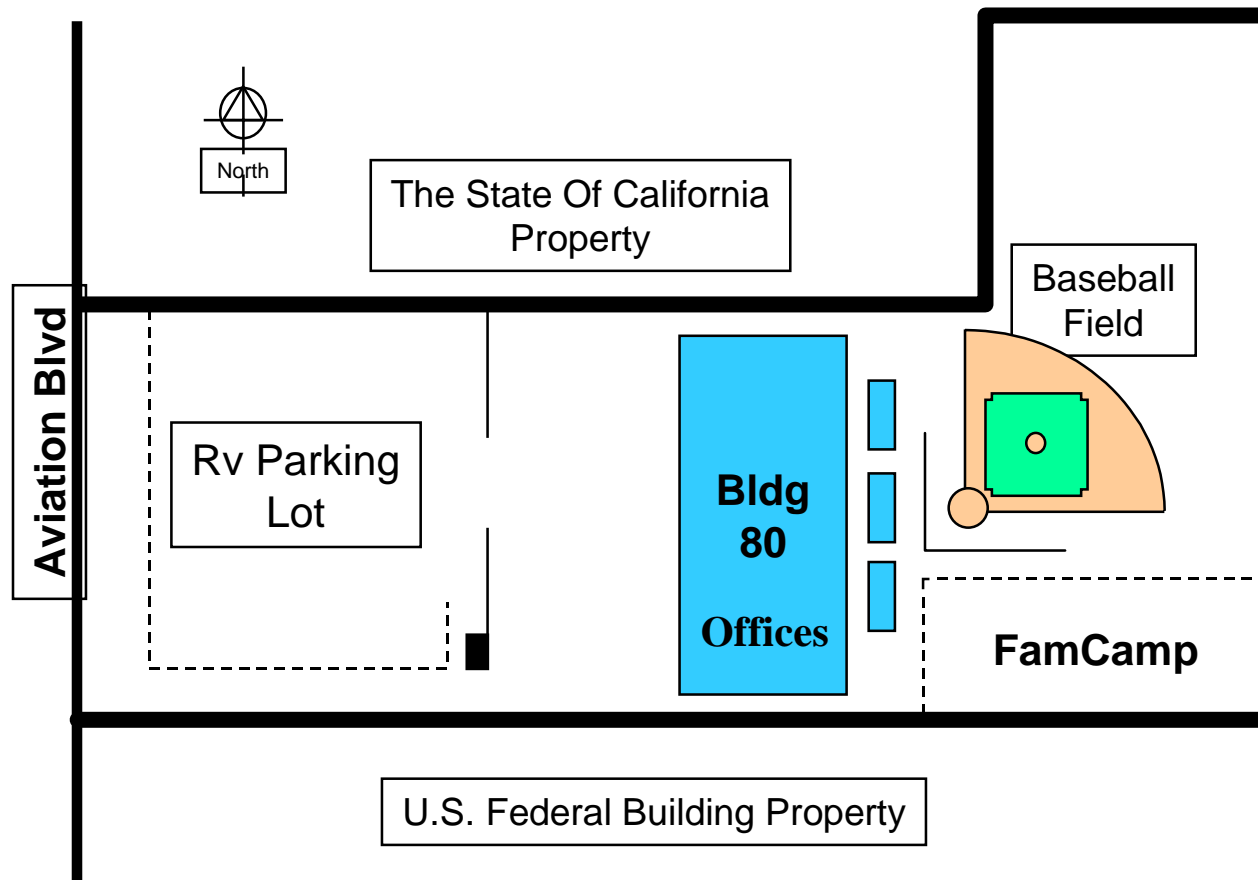 North
The State Of California
Property
Baseball
Field
Aviation Blvd
Rv Parking
Lot
Bldg
80
Offices
FamCamp
U.S. Federal Building Property